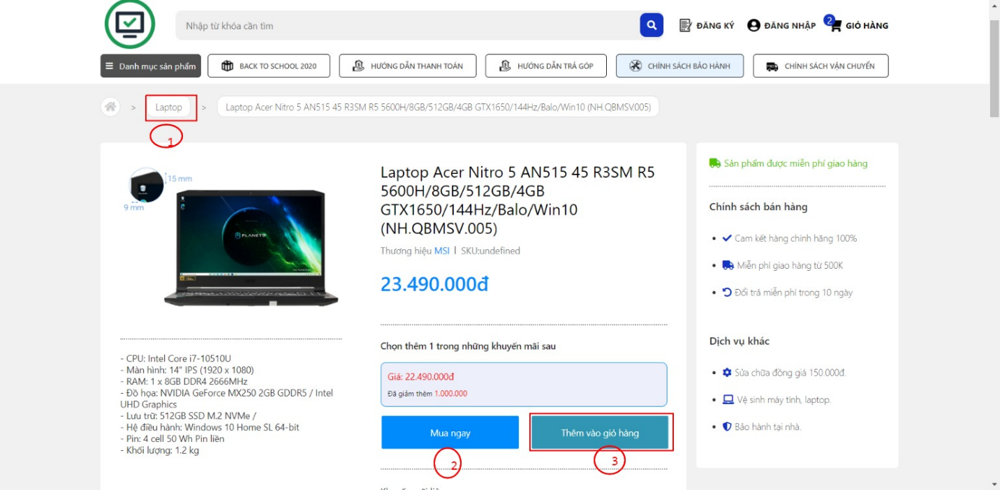 Nhập từ khóa cần tìm
ĐĂNG KÝ
ĐĂNG NHẬP
2
GIỎ HÀNG
Danh mục sản phẩm
BACK TO SCHOOL 2020
HƯỚNG DẪN THANH TOÁN
HƯỚNG DẪN TRẢ GÓP
CHÍNH SÁCH BẢO HÀNH
CHÍNH SÁCH VẬN CHUYỂN
> Laptop > Laptop Acer Nitro 5 AN515 45 R3SM R5 5600H/8GB/512GB/4GB GTX1650/144Hz/Balo/Win10 (NH.QBMSV.005)
1
15 mm
9 mm
PLANET9
- CPU: Intel Core i7-10510U
- Màn hình: 14" IPS (1920 x 1080)
- RAM: 1 x 8GB DDR4 2666MHz
- Đồ họa: NVIDIA GeForce MX250 2GB GDDR5 / Intel
UHD Graphics
- Lưu trữ: 512GB SSD M.2 NVMe /
- Hệ điều hành: Windows 10 Home SL 64-bit
- Pin: 4 cell 50 Wh Pin liền
- Khối lượng: 1.2 kg
Laptop Acer Nitro 5 AN515 45 R3SM R5
5600H/8GB/512GB/4GB
GTX1650/144Hz/Balo/Win10
(NH.QBMSV.005)
Thương hiệu MSI | SKU:undefined
23.490.000đ
Chọn thêm 1 trong những khuyến mãi sau
Giá: 22.490.000đ
Đã giảm thêm 1.000.000
Mua ngay
Thêm vào giỏ hàng
2
3
Sản phẩm được miễn phí giao hàng
Chính sách bán hàng
Cam kết hàng chính hãng 100%
Miễn phí giao hàng từ 500K
Đổi trả miễn phí trong 10 ngày
Dịch vụ khác
Sửa chữa đồng giá 150.000đ.
Vệ sinh máy tính, laptop.
Bảo hành tại nhà.